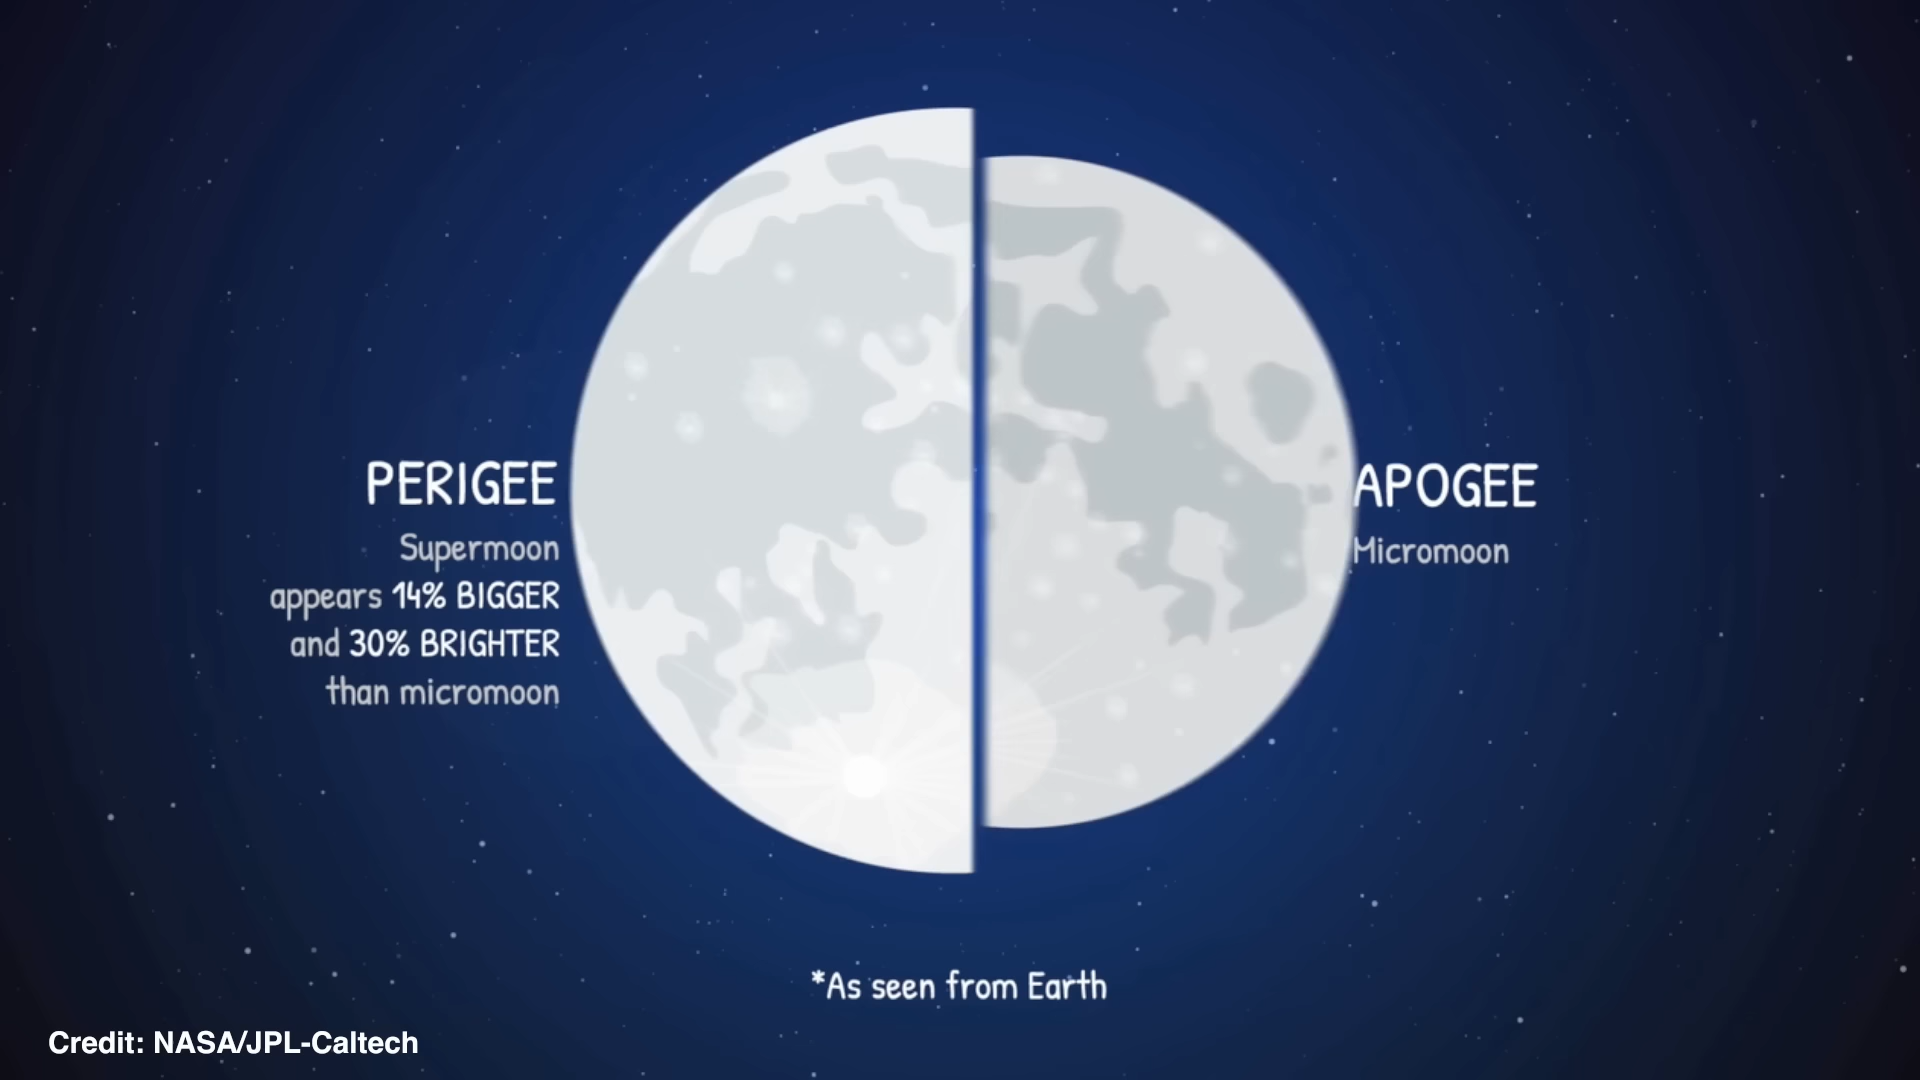 PERIGEE
Supermoon
appears 14% BIGGER
and 30% BRIGHTER
than micromoon
APOGEE
Micromoon
*As seen from Earth
Credit: NASA/JPL-Caltech